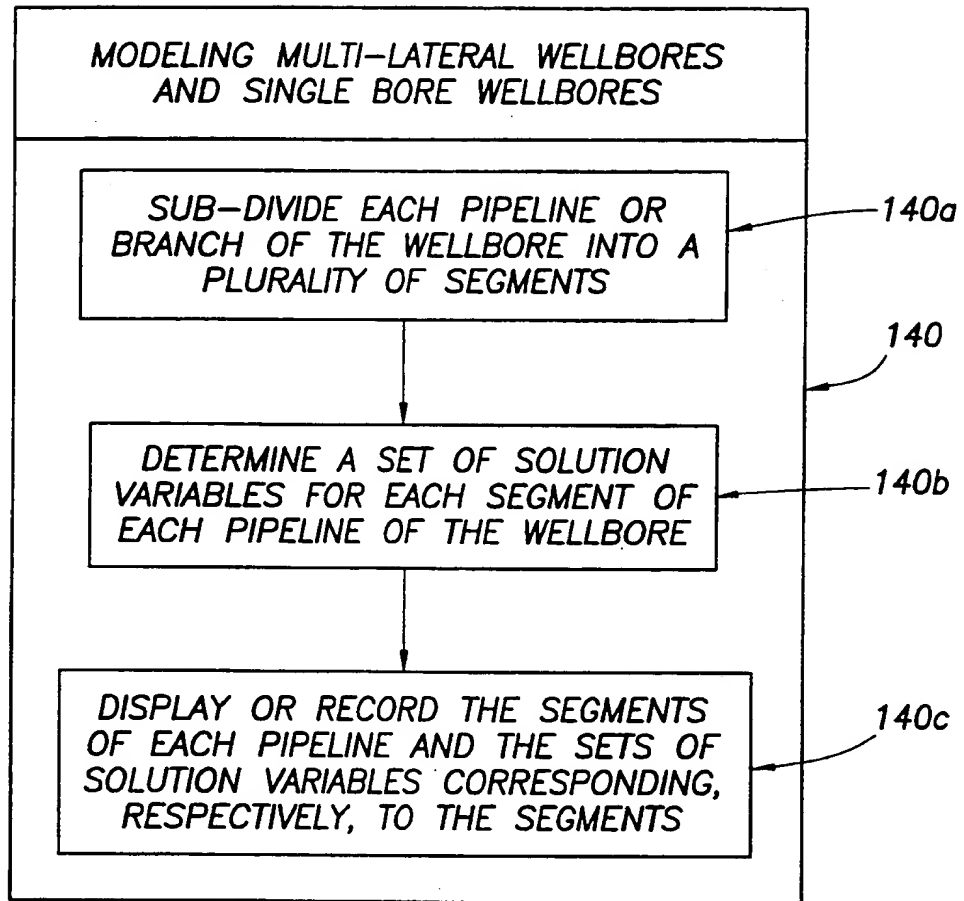 MODELING MULTI-LATERAL WELLBORES
AND SINGLE BORE WELLBORES
SUB-DIVIDE EACH PIPELINE OR
BRANCH OF THE WELLBORE INTO A
PLURALITY OF SEGMENTS
140a
140
DETERMINE A SET OF SOLUTION
VARIABLES FOR EACH SEGMENT OF
EACH PIPELINE OF THE WELLBORE
140b
DISPLAY OR RECORD THE SEGMENTS
OF EACH PIPELINE AND THE SETS OF
SOLUTION VARIABLES CORRESPONDING,
RESPECTIVELY, TO THE SEGMENTS
140c